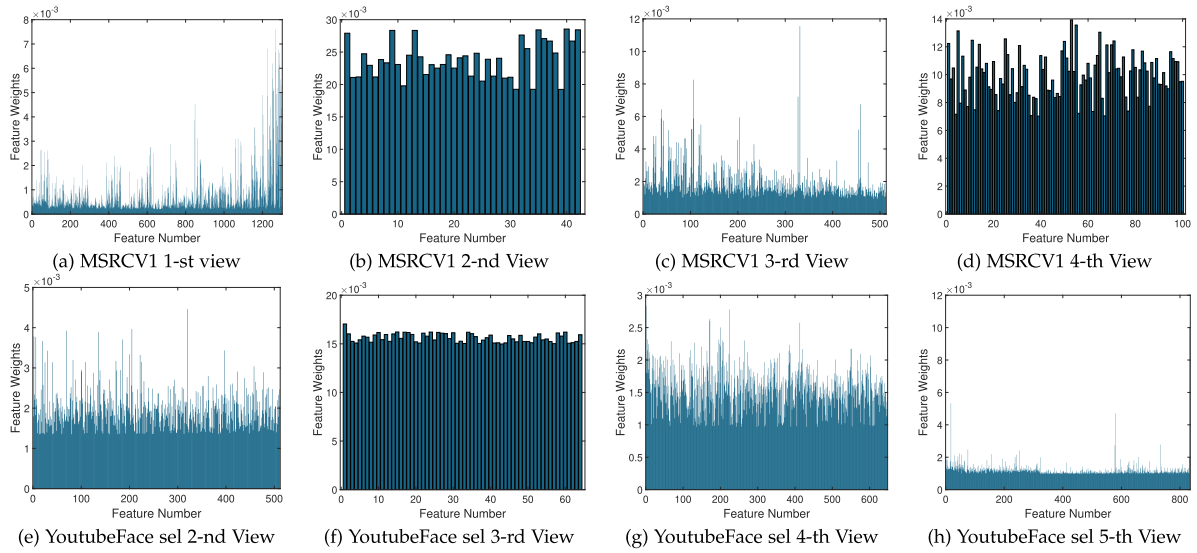 ×10-3
8
7
6
5
4
3
2
1
0
Feature Weights
0 200 400 600 800 1000 1200
Feature Number
(a) MSRCV1 1-st view
×10-3
30
25
20
15
10
5
0
Feature Weights
10 20 30 40
Feature Number
(b) MSRCV1 2-nd View
×10-3
12
10
8
6
4
2
0
Feature Weights
0 100 200 300 400 500
Feature Number
(c) MSRCV1 3-rd View
×10-3
14
12
10
8
6
4
2
0
Feature Weights
0 20 40 60 80 100
Feature Number
(d) MSRCV1 4-th View
×10-3
5
4
3
2
1
0
Feature Weights
0 100 200 300 400 500
Feature Number
(e) YoutubeFace sel 2-nd View
×10-3
20
15
10
5
0
Feature Weights
0 10 20 30 40 50 60
Feature Number
(f) YoutubeFace sel 3-rd View
×10-3
3
2.5
2
1.5
1
0.5
0
Feature Weights
0 100 200 300 400 500 600
Feature Number
(g) YoutubeFace sel 4-th View
×10-3
12
10
8
6
4
2
0
Feature Weights
0 200 400 600 800
Feature Number
(h) YoutubeFace sel 5-th View